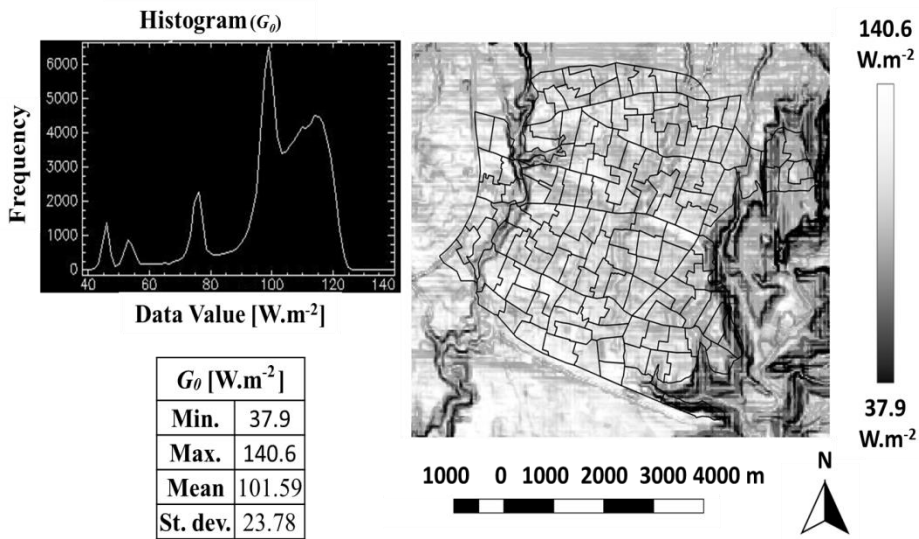 Histogram (G₀)
Frequency
6000
5000
4000
3000
2000
1000
0
40 60 80 100 120 140
Data Value [W.m⁻²]
G₀ [W.m⁻²]
Min. 37.9
Max. 140.6
Mean 101.59
St. dev. 23.78
140.6
W.m⁻²
37.9
W.m⁻²
1000 0 1000 2000 3000 4000 m
N